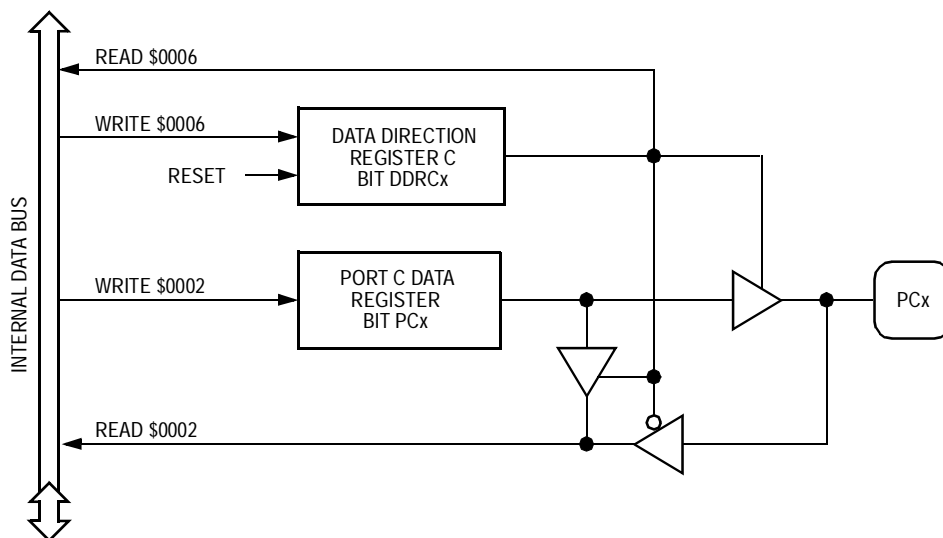 READ $0006
WRITE $0006
DATA DIRECTION
REGISTER C
BIT DDRCx
RESET
INTERNAL DATA BUS
WRITE $0002
PORT C DATA
REGISTER
BIT PCx
PCx
READ $0002